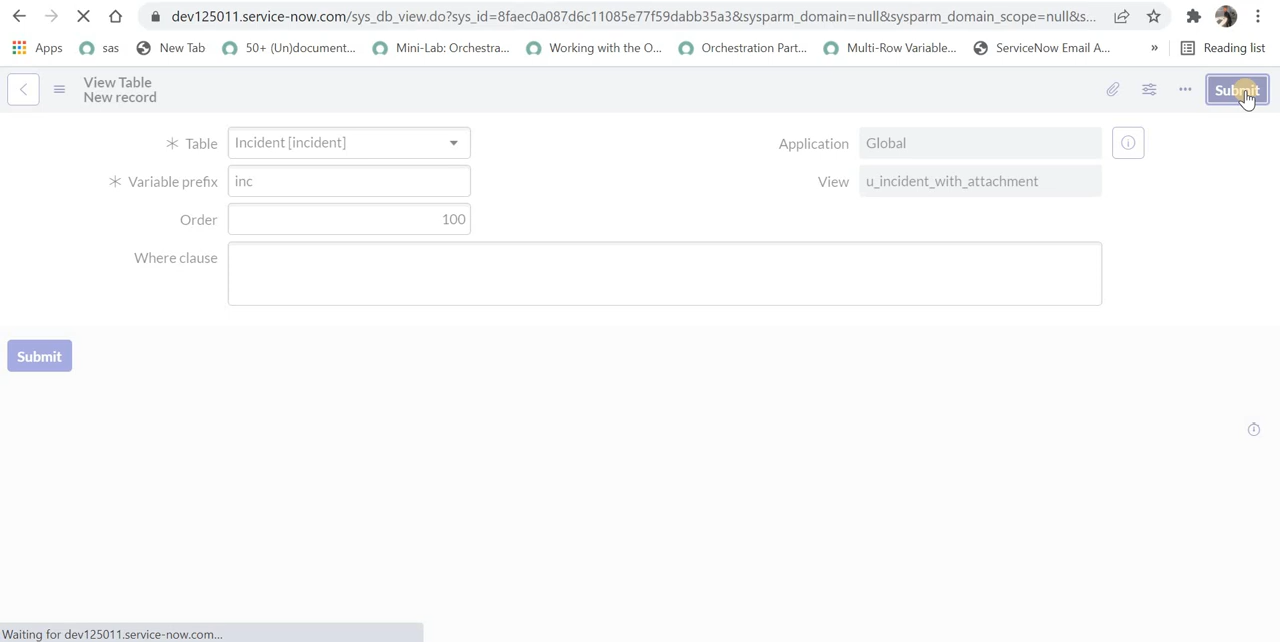 dev125011.service-now.com/sys_db_view.do?sys_id=8faec0a087d6c11085e77f59dabb35a3&sysparm_domain=null&sysparm_domain_scope=null&s...
Apps sas New Tab 50+ (Un)document... Mini-Lab: Orchestra... Working with the O... Orchestration Part... Multi-Row Variable... ServiceNow Email A... » Reading list
View Table
New record
Submit
* Table Incident [incident] Application Global
* Variable prefix inc View u_incident_with_attachment
Order 100
Where clause
Submit
Waiting for dev125011.service-now.com...